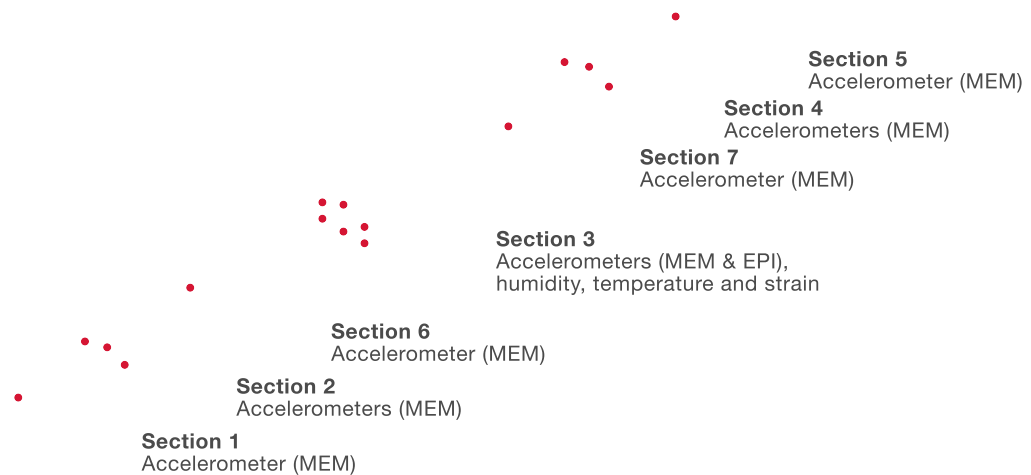 Section 5
Accelerometer (MEM)
Section 4
Accelerometers (MEM)
Section 7
Accelerometer (MEM)
Section 3
Accelerometers (MEM & EPI),
humidity, temperature and strain
Section 6
Accelerometer (MEM)
Section 2
Accelerometers (MEM)
Section 1
Accelerometer (MEM)